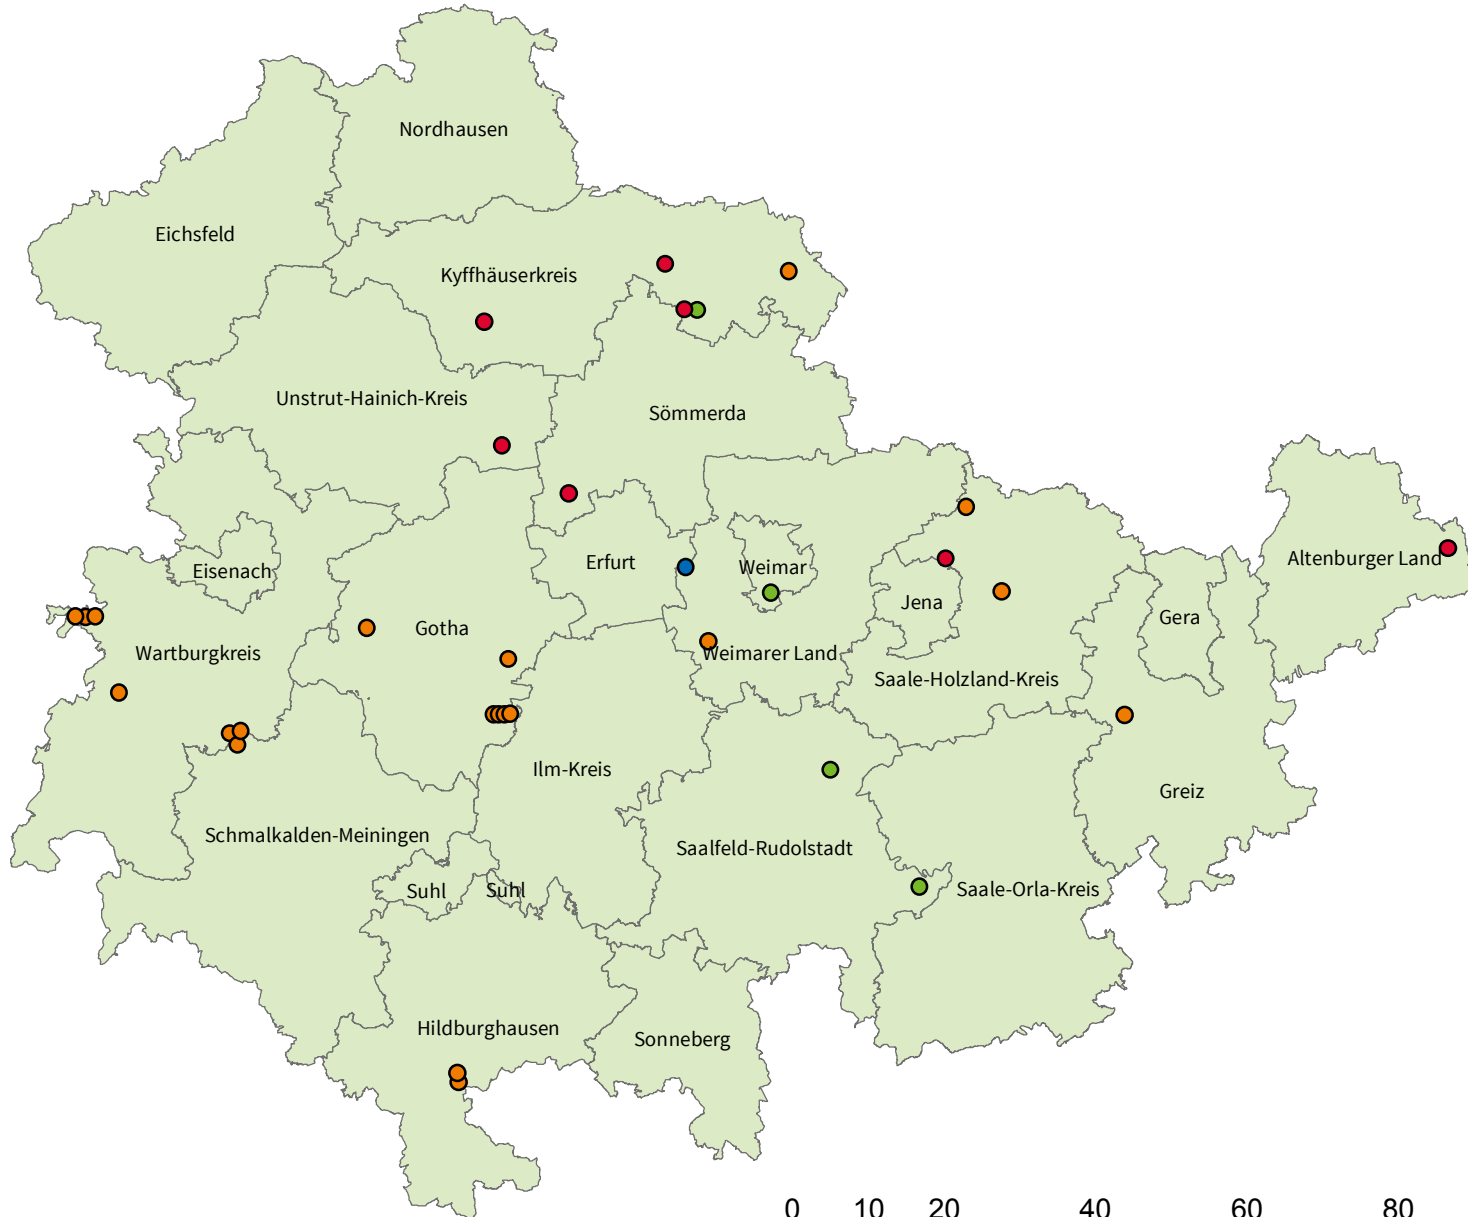 Nordhausen
Eichsfeld
Kyffhäuserkreis
Unstrut-Hainich-Kreis
Sömmerda
Altenburger Land
Erfurt
Weimar
Eisenach
Jena
Gera
Gotha
Wartburgkreis
Weimarer Land
Saale-Holzland-Kreis
Ilm-Kreis
Greiz
Schmalkalden-Meiningen
Saalfeld-Rudolstadt
Suhl
Suhl
Saale-Orla-Kreis
Hildburghausen
Sonneberg
0 10 20 40 60 80